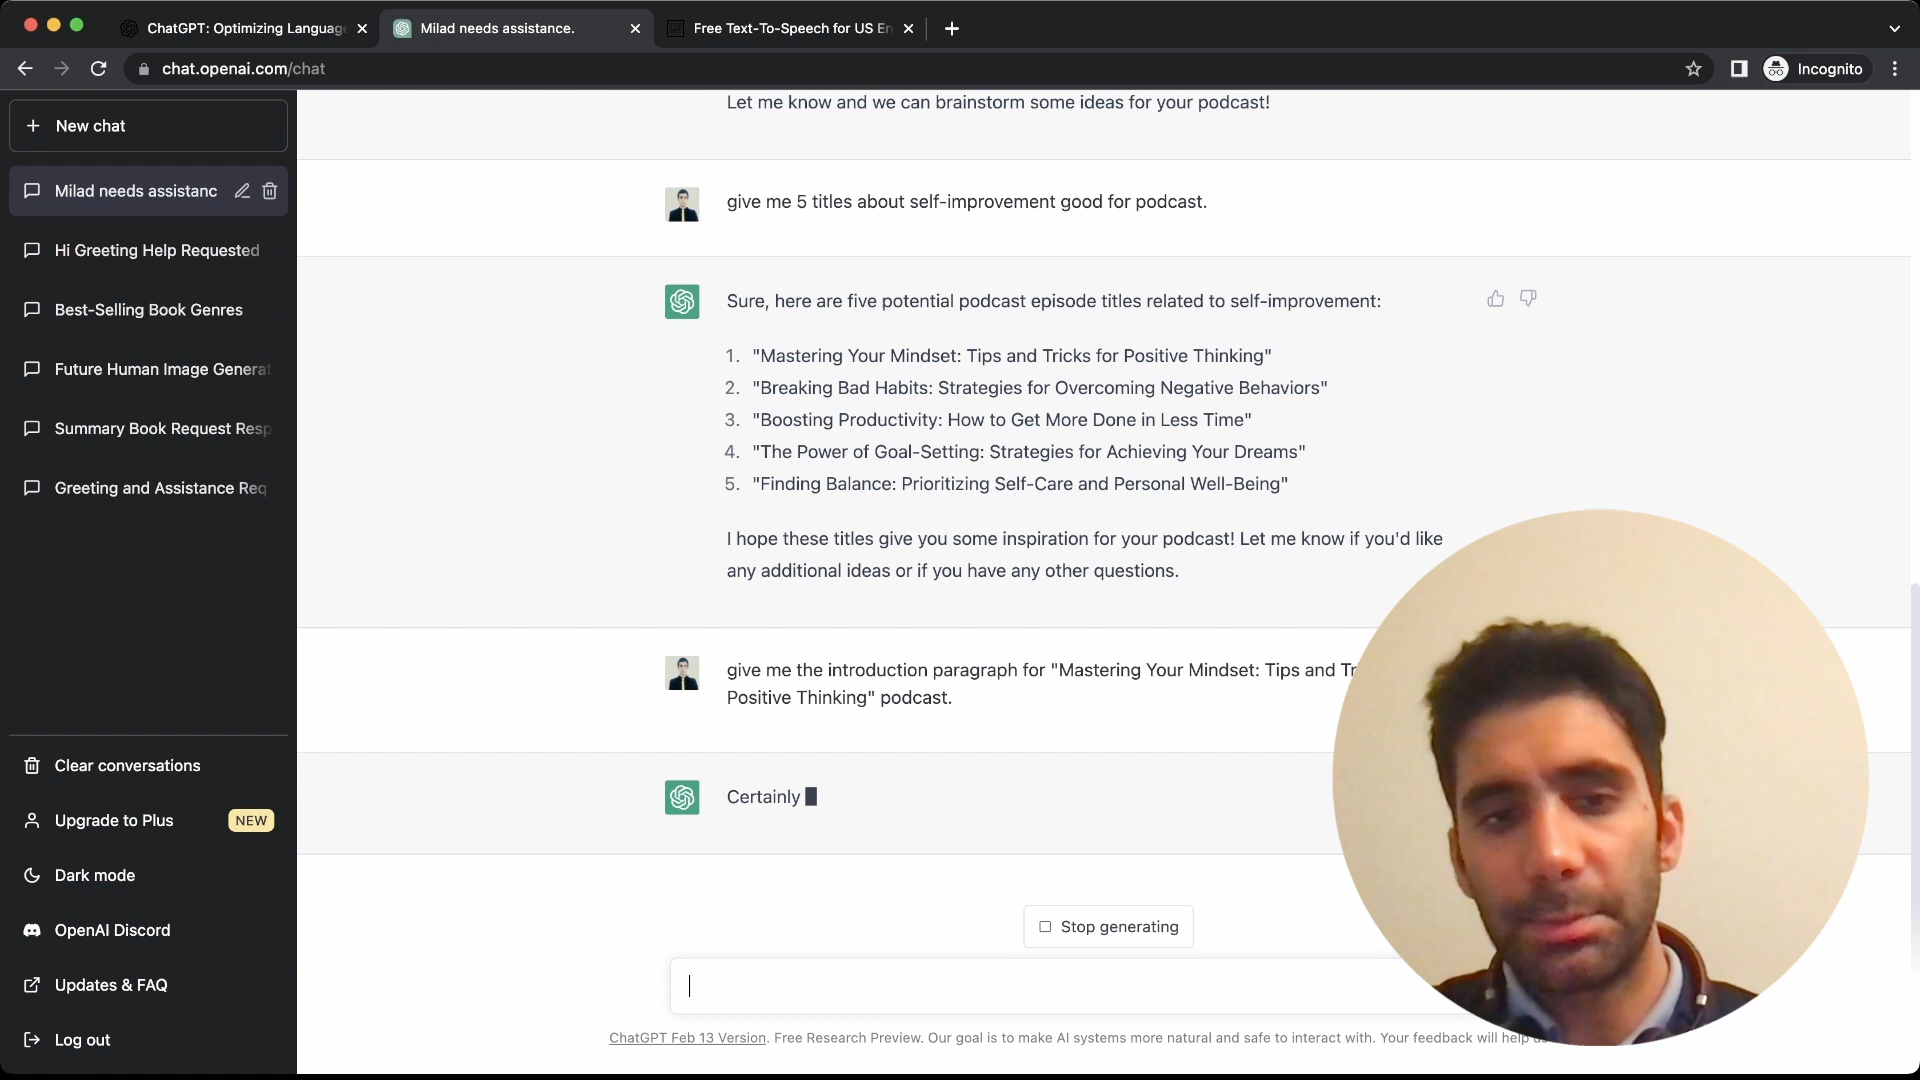 ChatGPT: Optimizing Language
Milad needs assistance.
Free Text-To-Speech for US En
chat.openai.com/chat
Incognito
New chat
Milad needs assistanc
Hi Greeting Help Requested
Best-Selling Book Genres
Future Human Image Generat
Summary Book Request Resp
Greeting and Assistance Req
Clear conversations
Upgrade to Plus NEW
Dark mode
OpenAI Discord
Updates & FAQ
Log out
Let me know and we can brainstorm some ideas for your podcast!
give me 5 titles about self-improvement good for podcast.
Sure, here are five potential podcast episode titles related to self-improvement:
1. "Mastering Your Mindset: Tips and Tricks for Positive Thinking"
2. "Breaking Bad Habits: Strategies for Overcoming Negative Behaviors"
3. "Boosting Productivity: How to Get More Done in Less Time"
4. "The Power of Goal-Setting: Strategies for Achieving Your Dreams"
5. "Finding Balance: Prioritizing Self-Care and Personal Well-Being"
I hope these titles give you some inspiration for your podcast! Let me know if you'd like
any additional ideas or if you have any other questions.
give me the introduction paragraph for "Mastering Your Mindset: Tips and Tr
Positive Thinking" podcast.
Certainly
Stop generating
ChatGPT Feb 13 Version. Free Research Preview. Our goal is to make AI systems more natural and safe to interact with. Your feedback will help